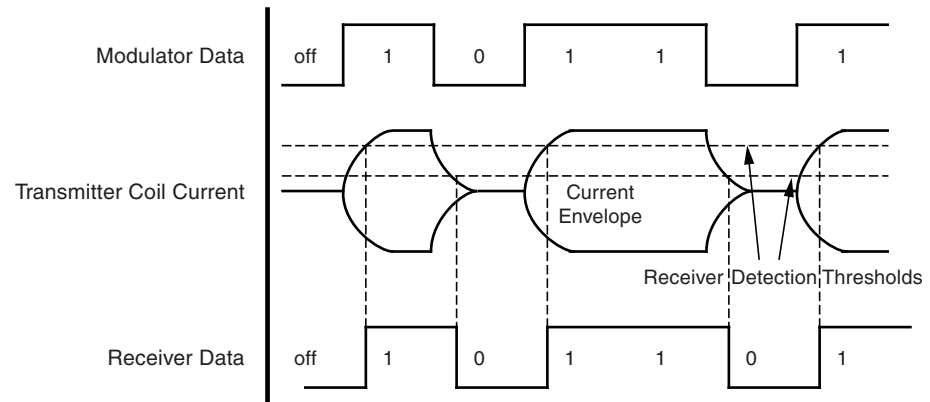 Modulator Data off 1 0 1 1 1
Transmitter Coil Current
Current
Envelope
Receiver Detection Thresholds
Receiver Data off 1 0 1 1 0 1